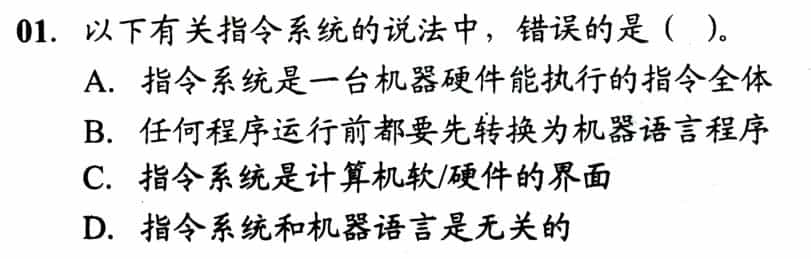 01. 以下有关指令系统的说法中，错误的是（ ）。
A. 指令系统是一台机器硬件能执行的指令全体
B. 任何程序运行前都要先转换为机器语言程序
C. 指令系统是计算机软/硬件的界面
D. 指令系统和机器语言是无关的